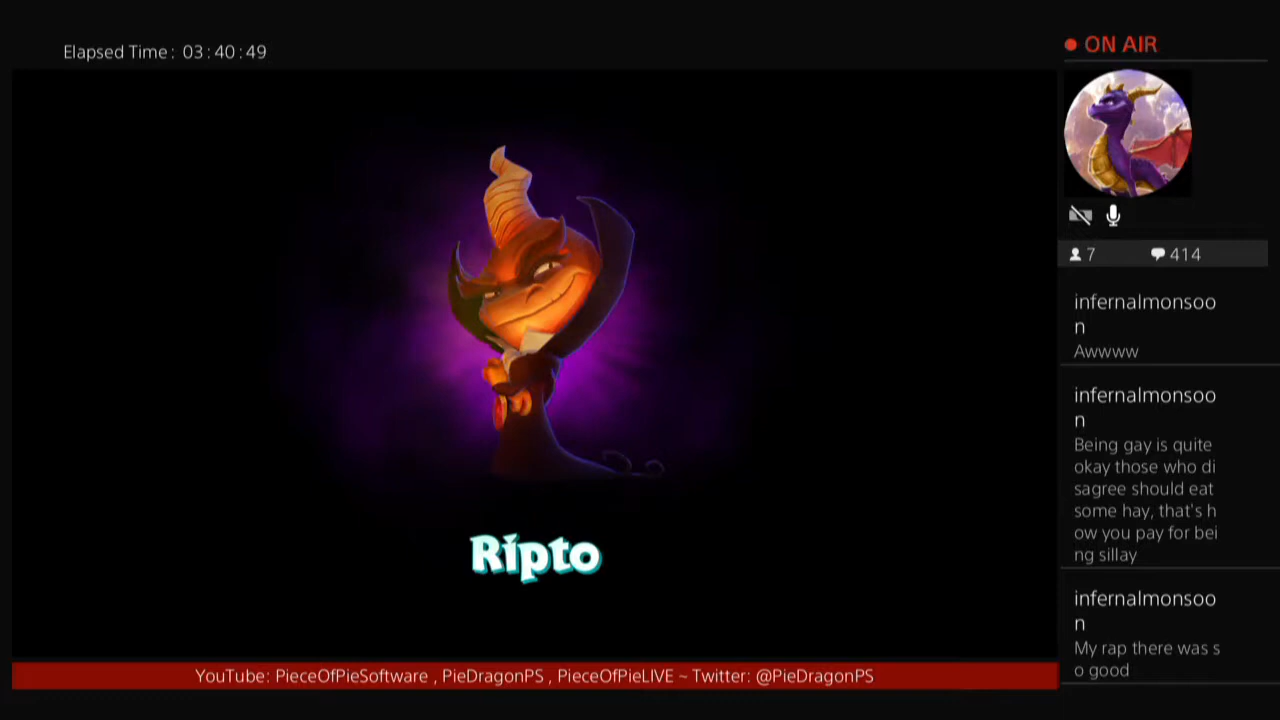 Elapsed Time: 03:40:49
ON AIR
7 414
infernalmonsoo
n
Awwww
infernalmonsoo
n
Being gay is quite
okay those who di
sagree should eat
some hay, that's h
ow you pay for bei
ng sillay
infernalmonsoo
n
My rap there was s
o good
Ripto
YouTube: PieceOfPieSoftware , PieDragonPS , PieceOfPieLIVE ~ Twitter: @PieDragonPS